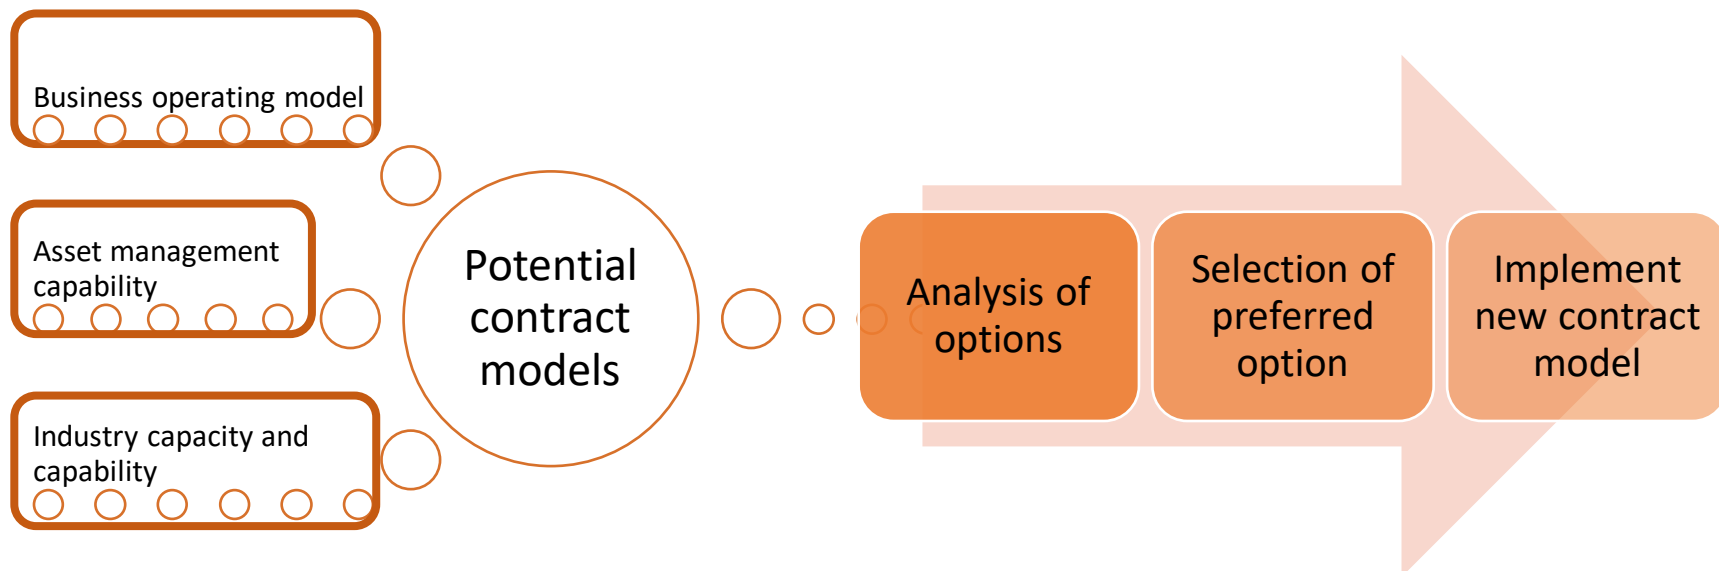 Business operating model
Asset management
capability
Industry capacity and
capability
Potential
contract
models
Analysis of
options
Selection of
preferred
option
Implement
new contract
model